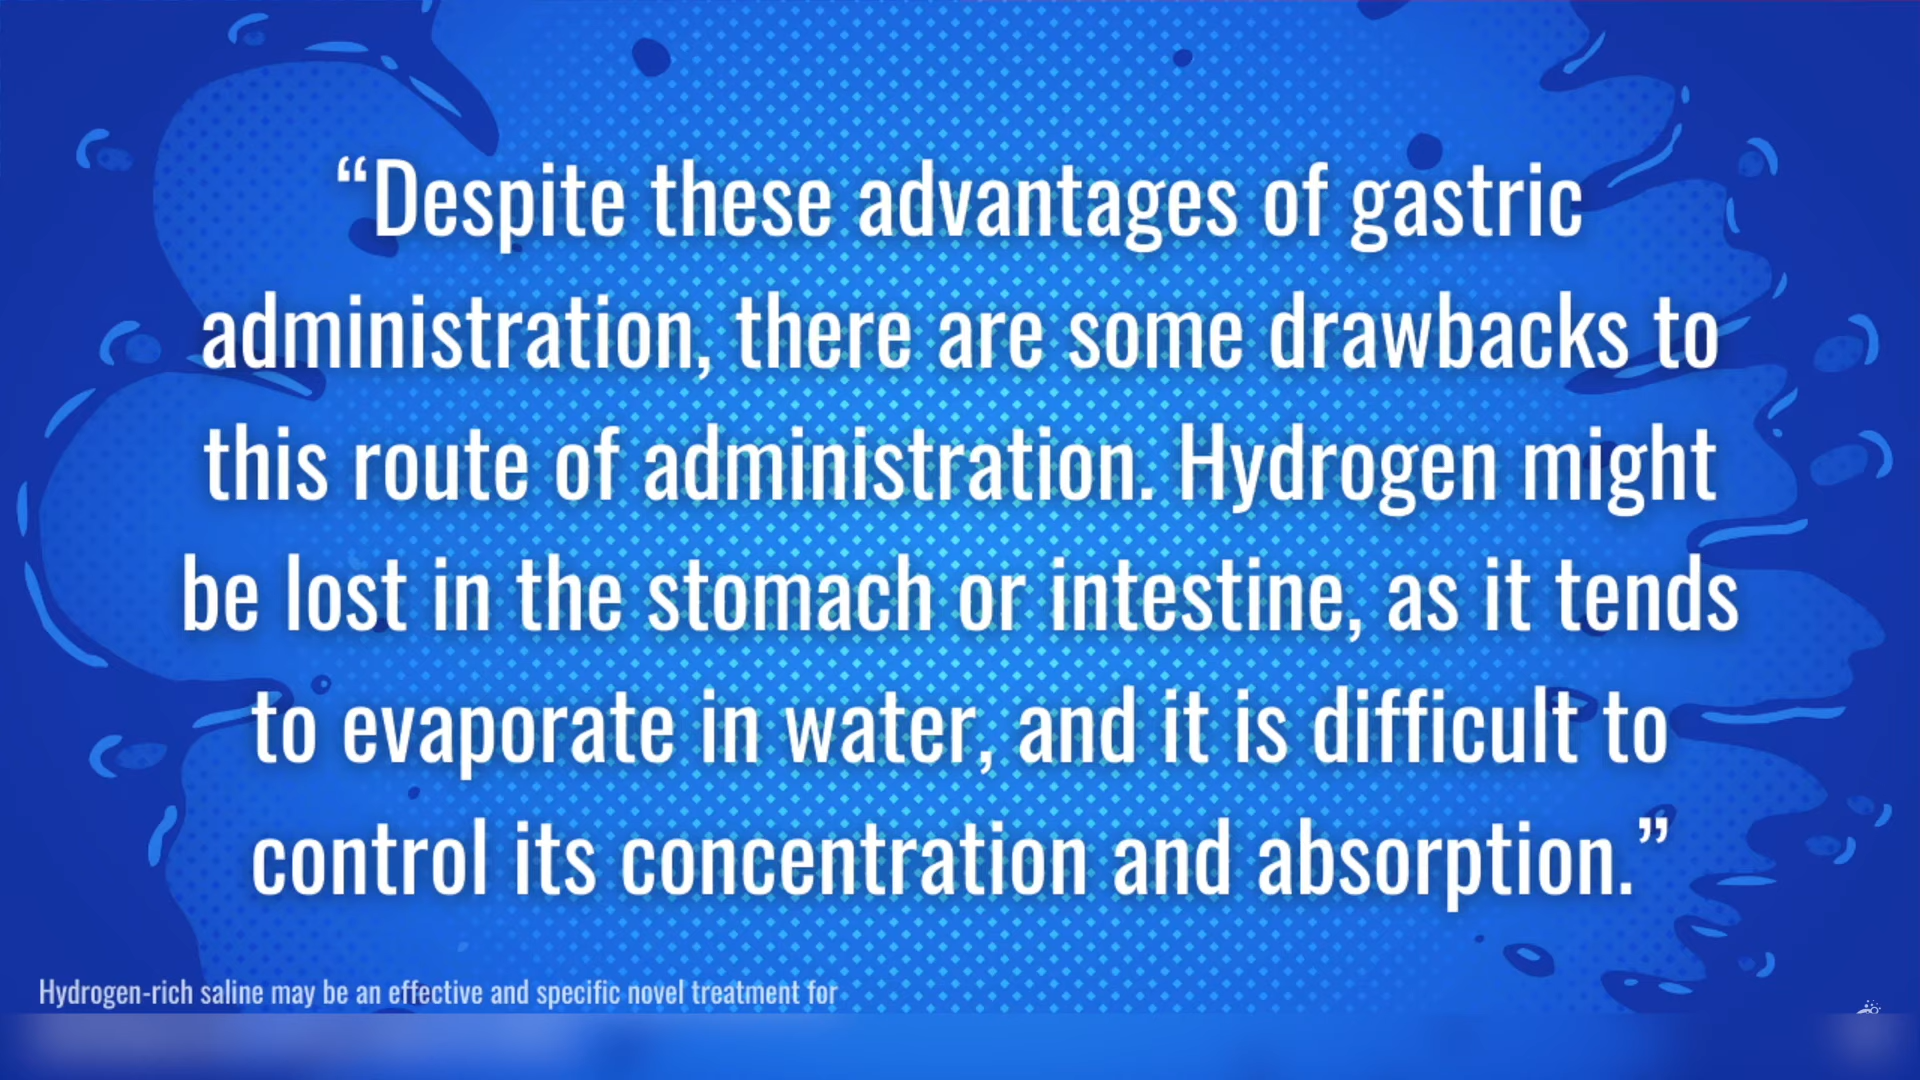 “Despite these advantages of gastric
administration, there are some drawbacks to
this route of administration. Hydrogen might
be lost in the stomach or intestine, as it tends
to evaporate in water, and it is difficult to
control its concentration and absorption.”
Hydrogen-rich saline may be an effective and specific novel treatment for